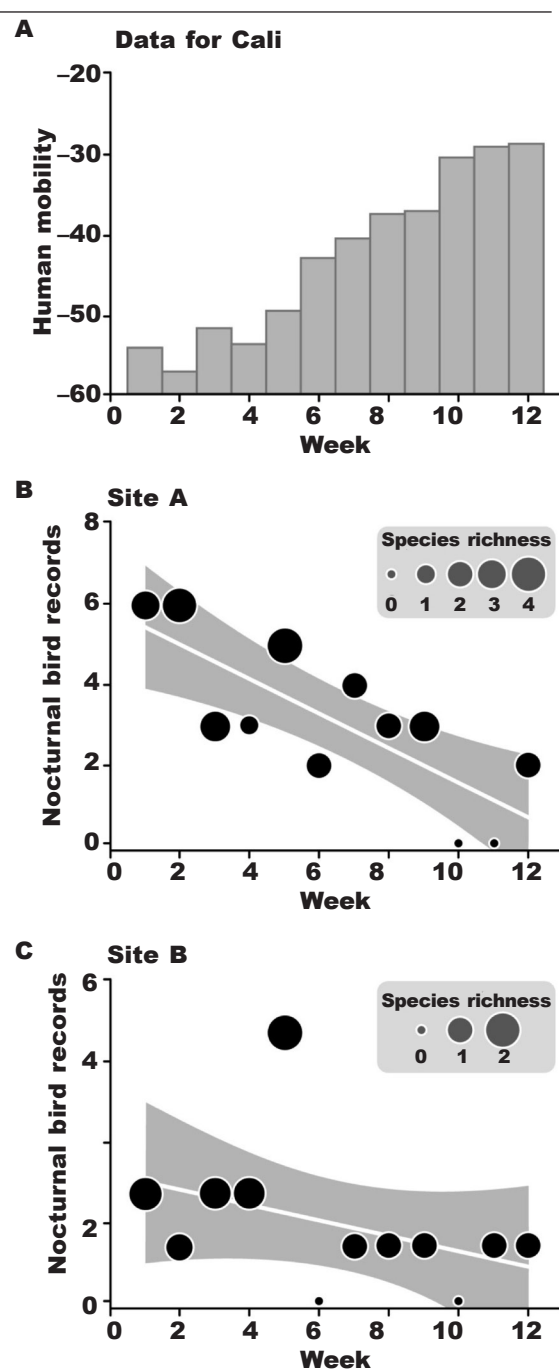 A
Data for Cali
Human mobility
–20
–30
–40
–50
–60
0 2 4 6 8 10 12
Week
B
Site A
Nocturnal bird records
8
6
4
2
0
Species richness
0 1 2 3 4
0 2 4 6 8 10 12
Week
C
Site B
Nocturnal bird records
6
4
2
0
Species richness
0 1 2
0 2 4 6 8 10 12
Week